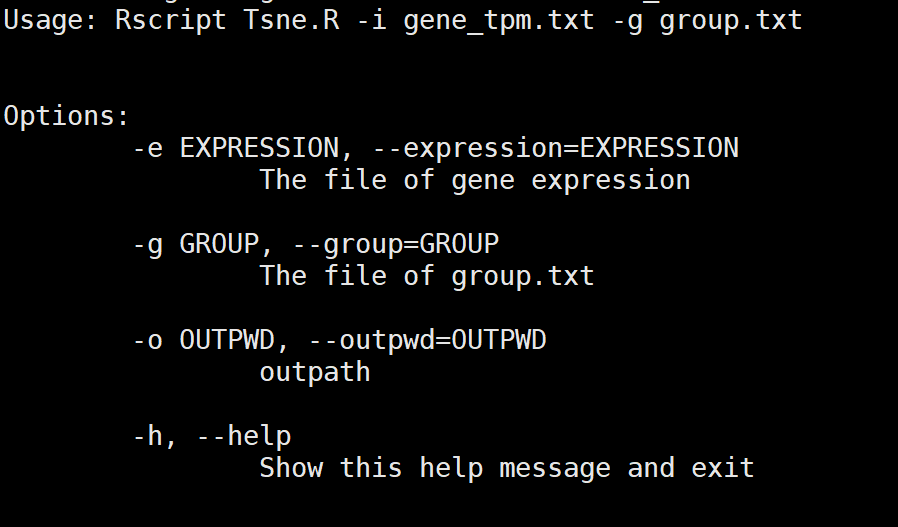 Usage: Rscript Tsne.R -i gene_tpm.txt -g group.txt
Options:
-e EXPRESSION, --expression=EXPRESSION
The file of gene expression
-g GROUP, --group=GROUP
The file of group.txt
-o OUTPWD, --outpwd=OUTPWD
outpath
-h, --help
Show this help message and exit